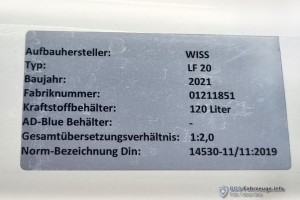 Aufbauhersteller: WISS
Typ: LF 20
Baujahr: 2021
Fabriknummer: 01211851
Kraftstoffbehälter: 120 Liter
AD-Blue Behälter: -
Gesamtübersetzungsverhältnis: 1:2,0
Norm-Bezeichnung Din: 14530-11/11:2019